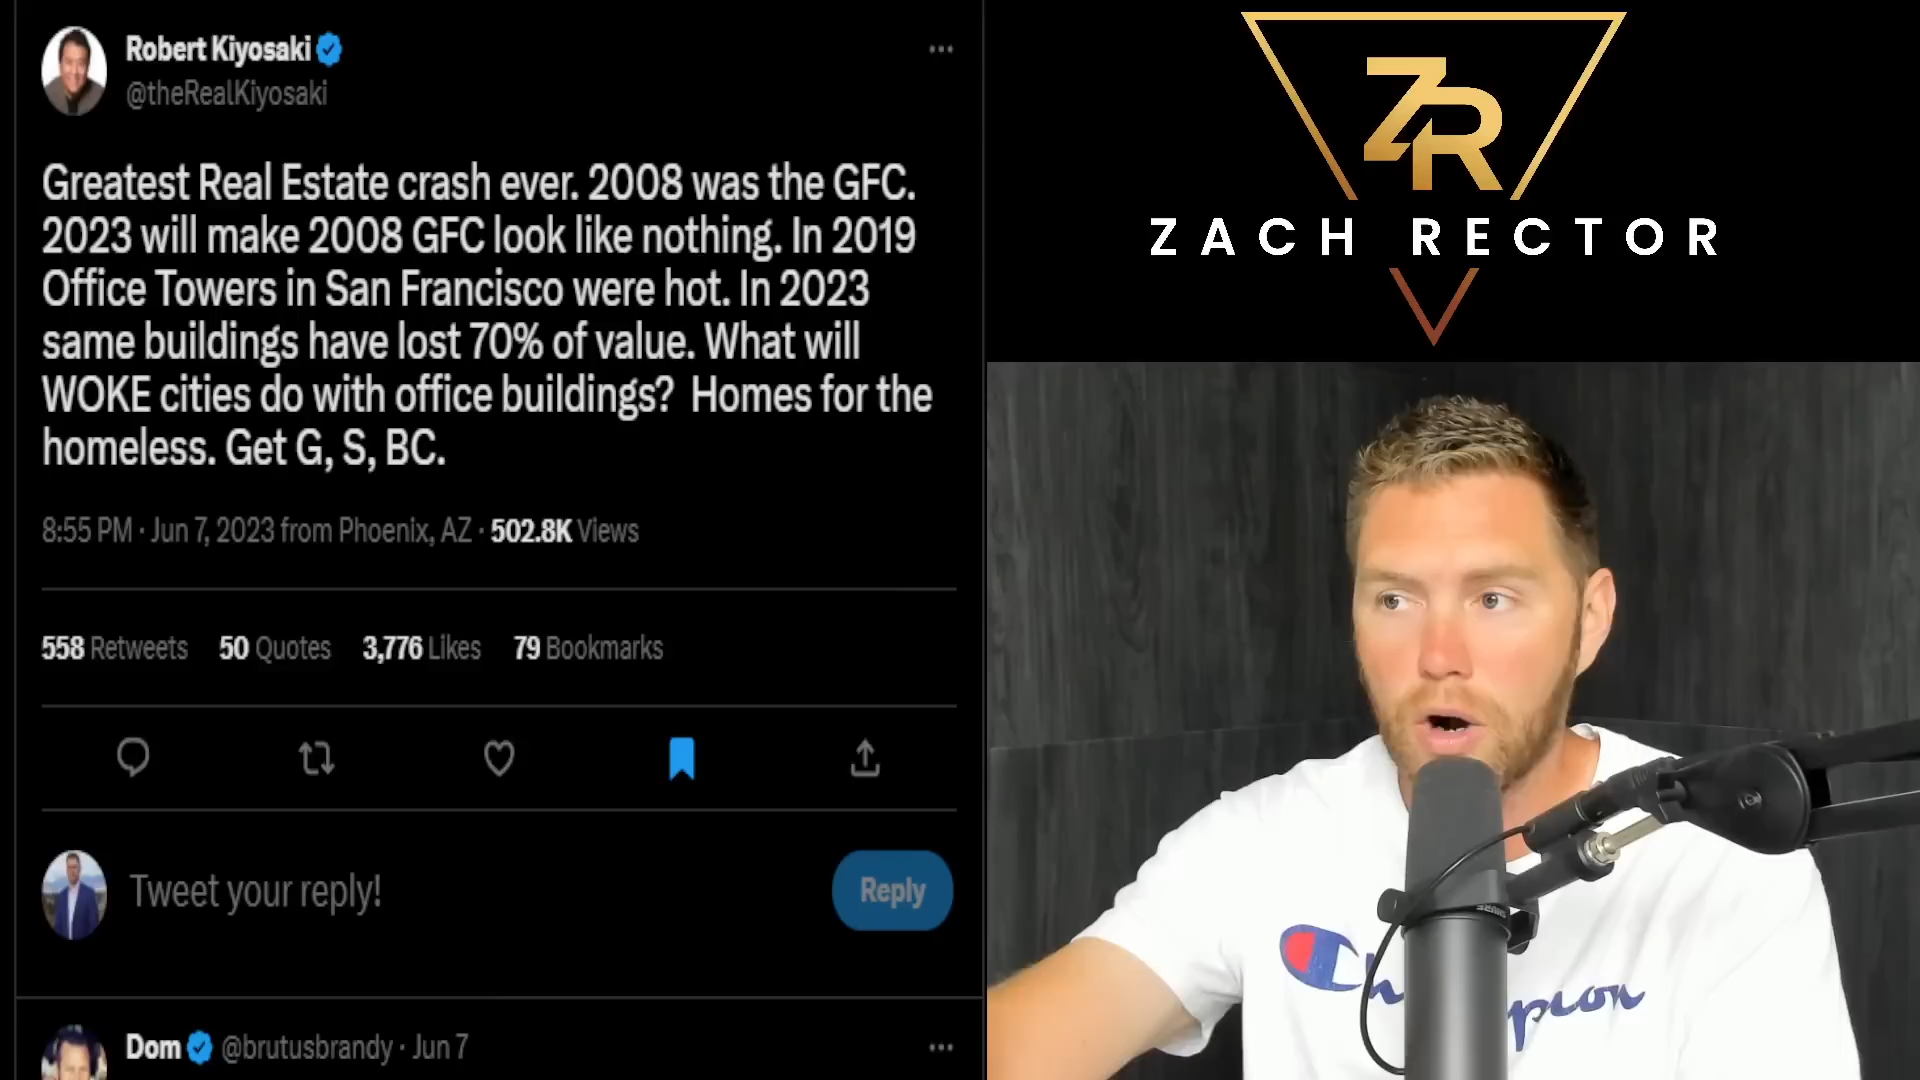 Robert Kiyosaki
@theRealKiyosaki
Greatest Real Estate crash ever. 2008 was the GFC.
2023 will make 2008 GFC look like nothing. In 2019
Office Towers in San Francisco were hot. In 2023
same buildings have lost 70% of value. What will
WOKE cities do with office buildings? Homes for the
homeless. Get G, S, BC.
8:55 PM · Jun 7, 2023 from Phoenix, AZ · 502.8K Views
558 Retweets 50 Quotes 3,776 Likes 79 Bookmarks
Tweet your reply!
Reply
Dom @brutusbrandy · Jun 7
ZR
ZACH RECTOR
SHURE